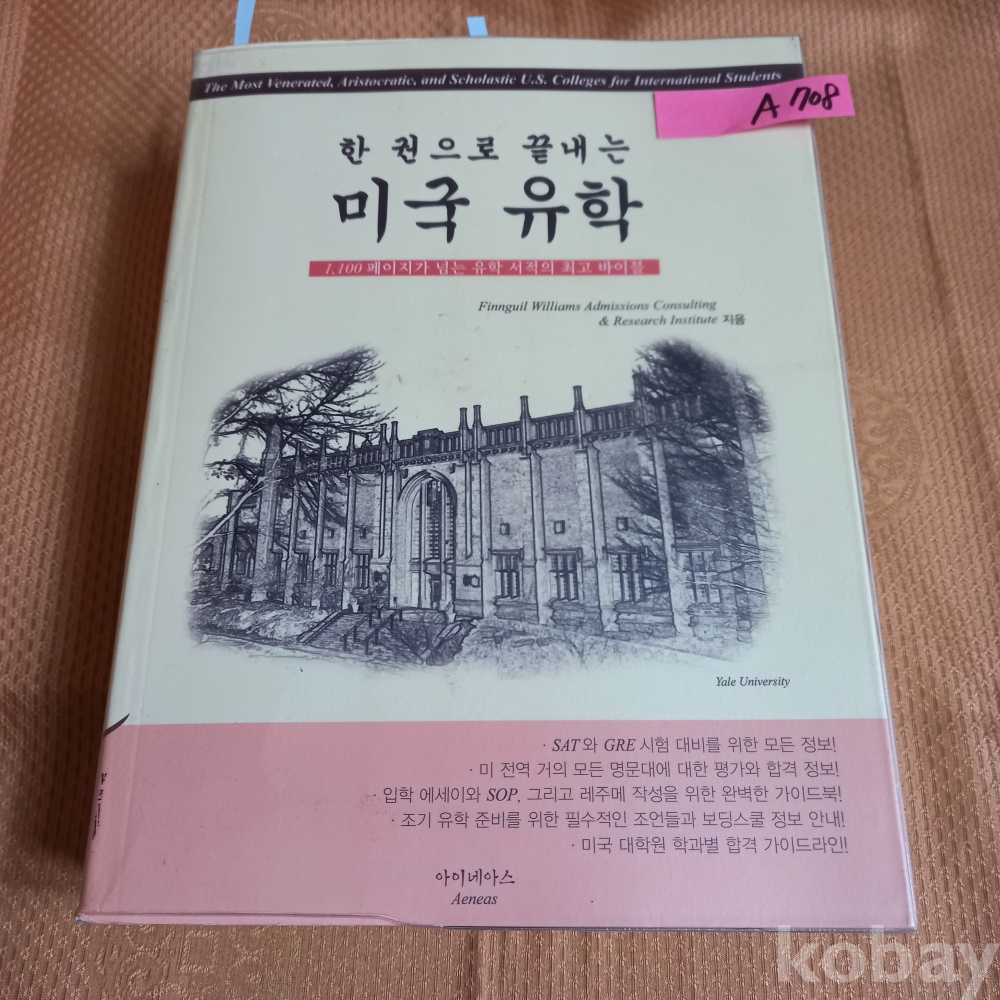 The Most Venerated, Aristocratic, and Scholastic U.S. Colleges for International Students
A 708
한 권으로 끝내는
미국 유학
1,100 페이지가 넘는 유학 서적의 최고 바이블
Finnguil Williams Admissions Consulting
& Research Institute 지음
Yale University
· SAT와 GRE 시험 대비를 위한 모든 정보!
· 미 전역 거의 모든 명문대에 대한 평가와 합격 정보!
· 입학 에세이와 SOP, 그리고 레주메 작성을 위한 완벽한 가이드북!
· 조기 유학 준비를 위한 필수적인 조언들과 보딩스쿨 정보 안내!
· 미국 대학원 학과별 합격 가이드라인!
아이네아스
Aeneas
kobay